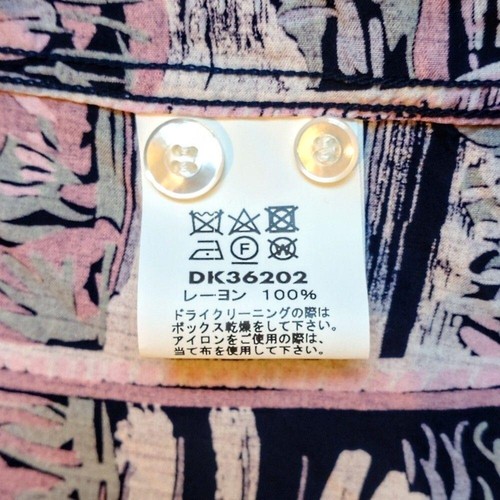 F W
DK36202
レーヨン 100%
ドライクリーニングの際は
ボックス乾燥をして下さい。
アイロンをご使用の際は、
当て布を使用して下さい。